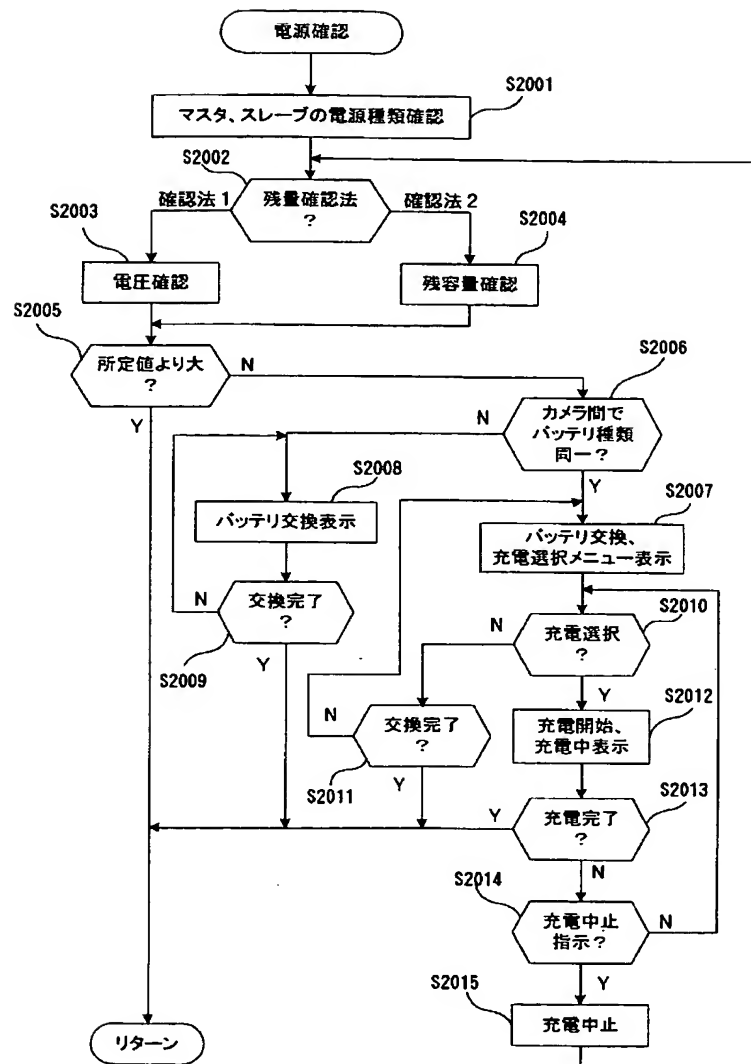 電源確認
S2001
マスタ、スレーブの電源種類確認
S2002
残量確認法
?
確認法1
確認法2
S2003
S2004
電圧確認
残容量確認
S2005
所定値より大
?
N
Y
S2006
カメラ間で
バッテリ種類
同一?
N
Y
S2008
バッテリ交換表示
S2007
バッテリ交換、
充電選択メニュー表示
N
交換完了
?
S2009
Y
S2010
N
充電選択
?
Y
S2012
充電開始、
充電中表示
N
交換完了
?
S2011
Y
S2013
Y
充電完了
?
N
S2014
充電中止
指示?
N
Y
S2015
充電中止
リターン